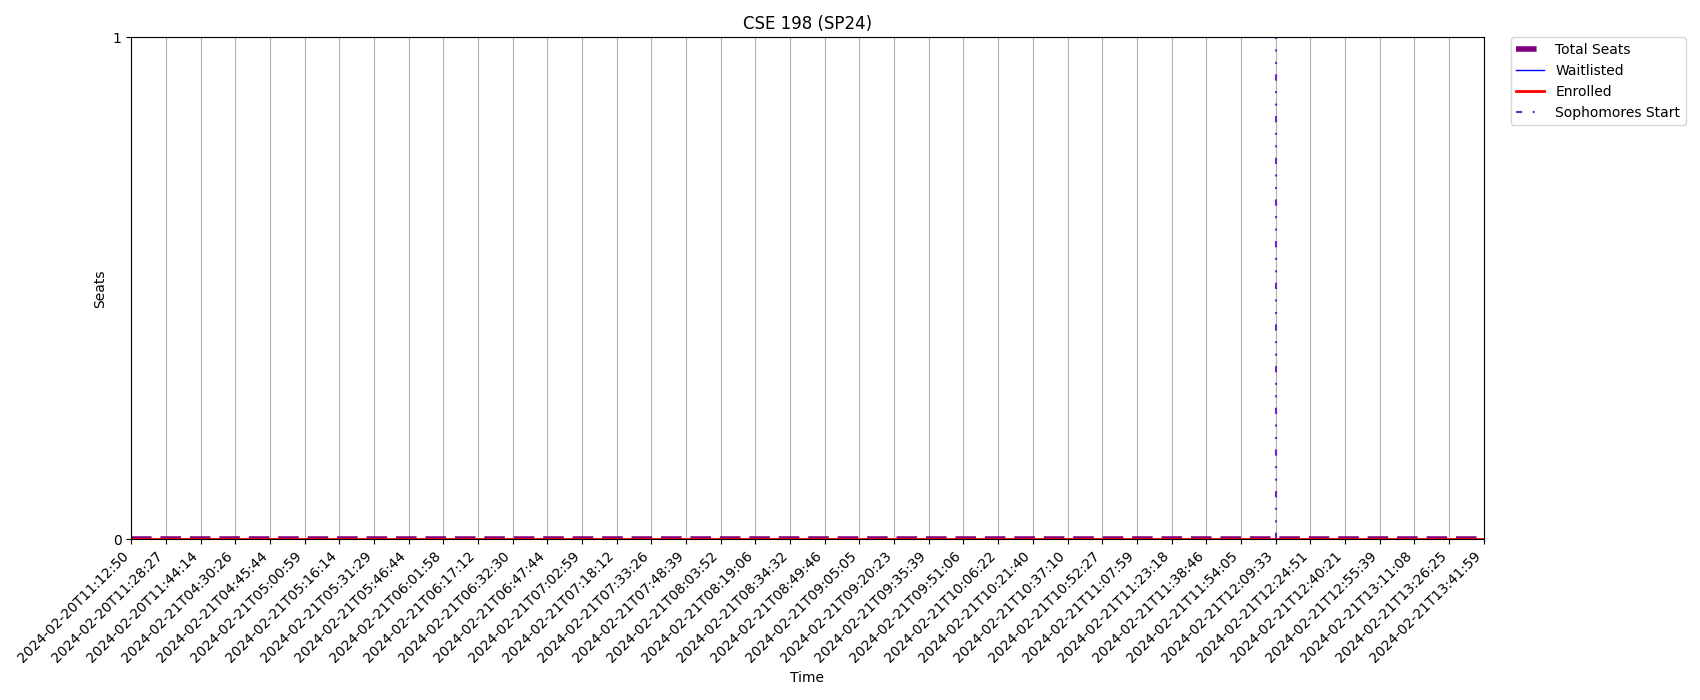 CSE 198 (SP24)
1
0
Seats
Total Seats
Waitlisted
Enrolled
Sophomores Start
2024-02-20T11:12:50
2024-02-20T11:28:27
2024-02-20T11:44:14
2024-02-21T04:30:26
2024-02-21T04:45:44
2024-02-21T05:00:59
2024-02-21T05:16:14
2024-02-21T05:31:29
2024-02-21T05:46:44
2024-02-21T06:01:58
2024-02-21T06:17:12
2024-02-21T06:32:30
2024-02-21T06:47:44
2024-02-21T07:02:59
2024-02-21T07:18:12
2024-02-21T07:33:26
2024-02-21T07:48:39
2024-02-21T08:03:52
2024-02-21T08:19:06
2024-02-21T08:34:32
2024-02-21T08:49:46
2024-02-21T09:05:05
2024-02-21T09:20:23
2024-02-21T09:35:39
2024-02-21T09:51:06
2024-02-21T10:06:22
2024-02-21T10:21:40
2024-02-21T10:37:10
2024-02-21T10:52:27
2024-02-21T11:07:59
2024-02-21T11:23:18
2024-02-21T11:38:46
2024-02-21T11:54:05
2024-02-21T12:09:33
2024-02-21T12:24:51
2024-02-21T12:40:21
2024-02-21T12:55:39
2024-02-21T13:11:08
2024-02-21T13:26:25
2024-02-21T13:41:59
Time